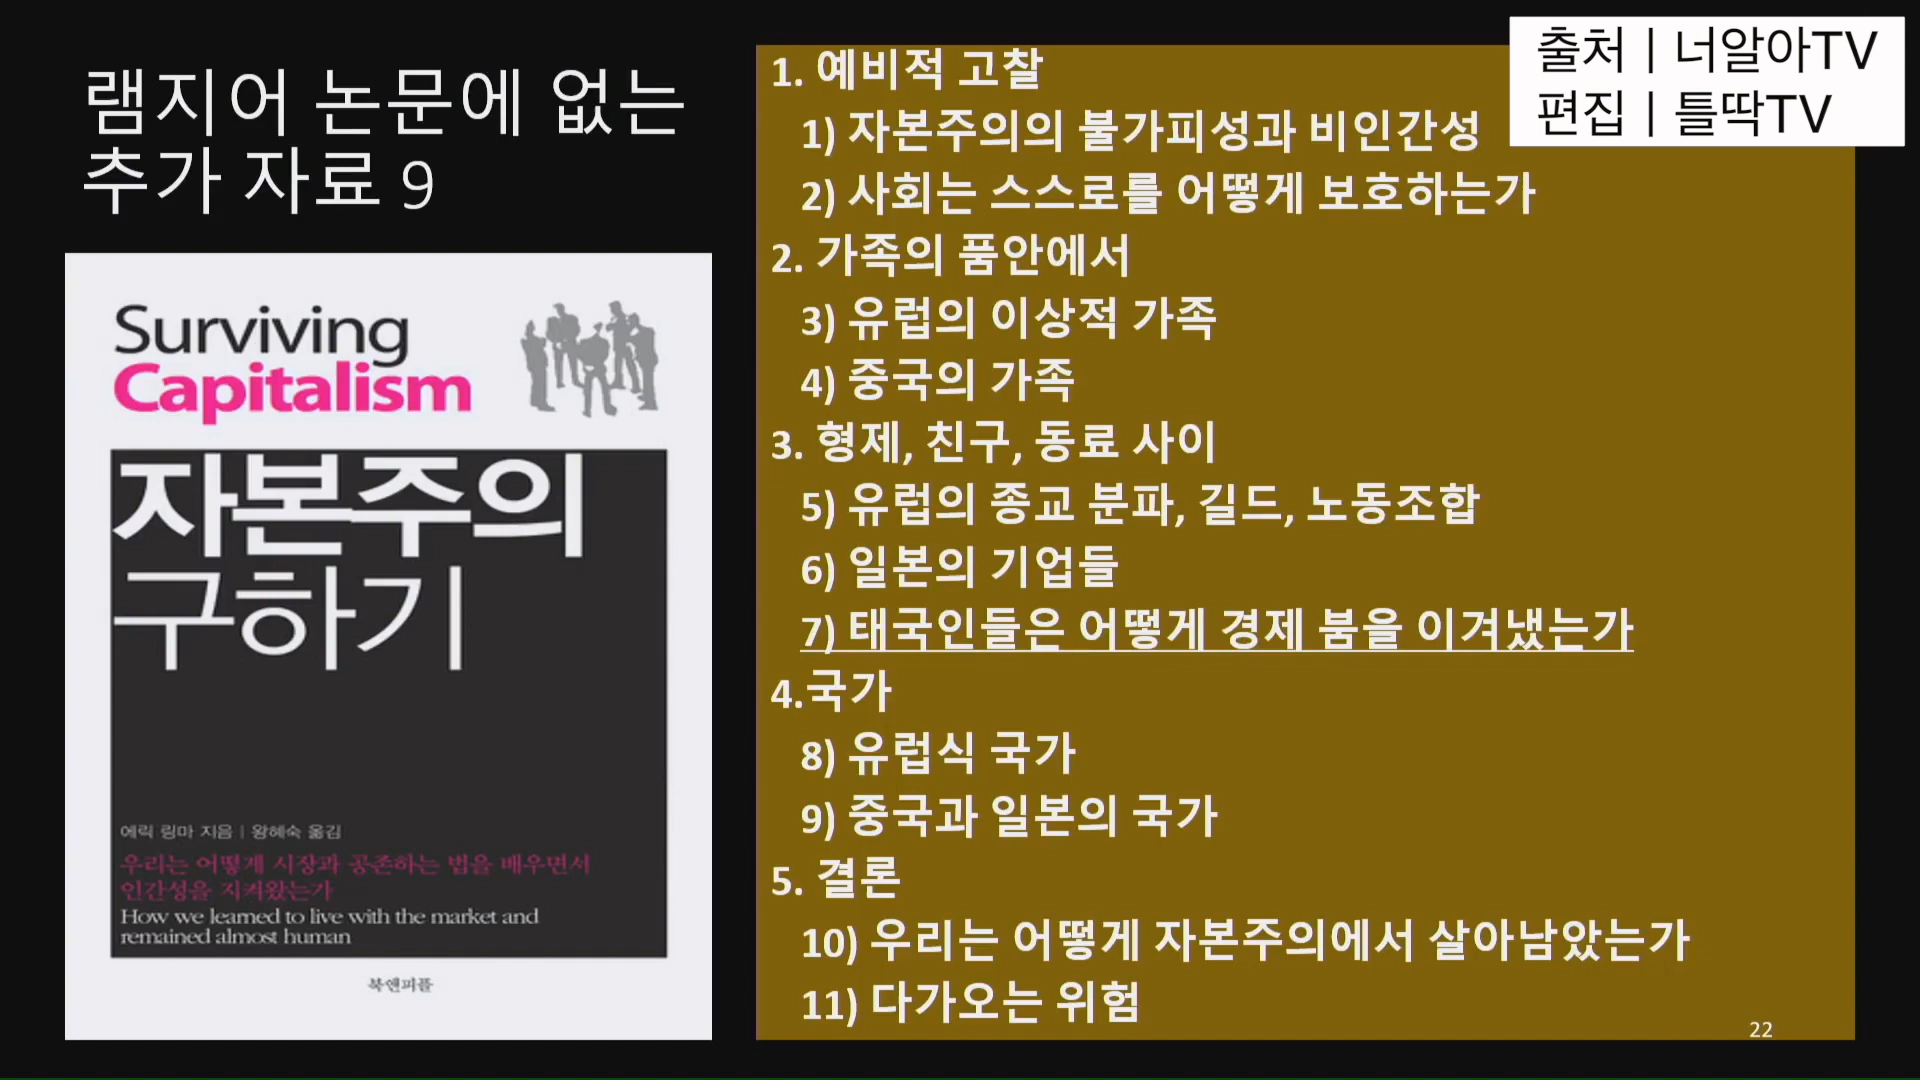 램지어 논문에 없는
추가 자료 9
출처 | 너알아TV
편집 | 틀딱TV
Surviving
Capitalism
자본주의
구하기
에릭 링마 지음 | 왕혜숙 옮김
우리는 어떻게 시장과 공존하는 법을 배우면서
인간성을 지켜왔는가
How we learned to live with the market and
remained almost human
북앤피플
1. 예비적 고찰
1) 자본주의의 불가피성과 비인간성
2) 사회는 스스로를 어떻게 보호하는가
2. 가족의 품안에서
3) 유럽의 이상적 가족
4) 중국의 가족
3. 형제, 친구, 동료 사이
5) 유럽의 종교 분파, 길드, 노동조합
6) 일본의 기업들
7) 태국인들은 어떻게 경제 붐을 이겨냈는가
4.국가
8) 유럽식 국가
9) 중국과 일본의 국가
5. 결론
10) 우리는 어떻게 자본주의에서 살아남았는가
11) 다가오는 위험
22